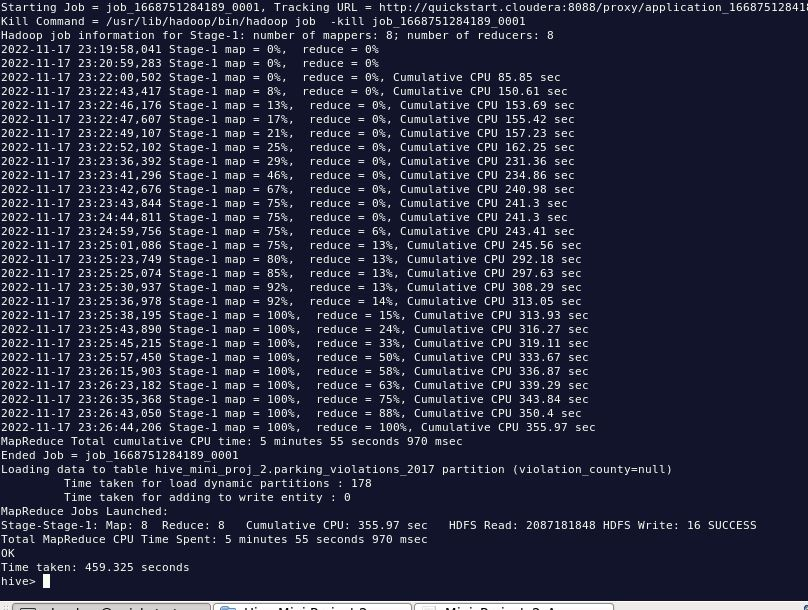 Starting Job = job_1668751284189_0001, Tracking URL = http://quickstart.cloudera:8088/proxy/application_16687512841
Kill Command = /usr/lib/hadoop/bin/hadoop job  -kill job_1668751284189_0001
Hadoop job information for Stage-1: number of mappers: 8; number of reducers: 8
2022-11-17 23:19:58,041 Stage-1 map = 0%,  reduce = 0%
2022-11-17 23:20:59,283 Stage-1 map = 0%,  reduce = 0%
2022-11-17 23:22:00,502 Stage-1 map = 0%,  reduce = 0%, Cumulative CPU 85.85 sec
2022-11-17 23:22:43,417 Stage-1 map = 8%,  reduce = 0%, Cumulative CPU 150.61 sec
2022-11-17 23:22:46,176 Stage-1 map = 13%,  reduce = 0%, Cumulative CPU 153.69 sec
2022-11-17 23:22:47,607 Stage-1 map = 17%,  reduce = 0%, Cumulative CPU 155.42 sec
2022-11-17 23:22:49,107 Stage-1 map = 21%,  reduce = 0%, Cumulative CPU 157.23 sec
2022-11-17 23:22:52,102 Stage-1 map = 25%,  reduce = 0%, Cumulative CPU 162.25 sec
2022-11-17 23:23:36,392 Stage-1 map = 29%,  reduce = 0%, Cumulative CPU 231.36 sec
2022-11-17 23:23:41,296 Stage-1 map = 46%,  reduce = 0%, Cumulative CPU 234.86 sec
2022-11-17 23:23:42,676 Stage-1 map = 67%,  reduce = 0%, Cumulative CPU 240.98 sec
2022-11-17 23:23:43,844 Stage-1 map = 75%,  reduce = 0%, Cumulative CPU 241.3 sec
2022-11-17 23:24:44,811 Stage-1 map = 75%,  reduce = 0%, Cumulative CPU 241.3 sec
2022-11-17 23:24:59,756 Stage-1 map = 75%,  reduce = 6%, Cumulative CPU 243.41 sec
2022-11-17 23:25:01,086 Stage-1 map = 75%,  reduce = 13%, Cumulative CPU 245.56 sec
2022-11-17 23:25:23,749 Stage-1 map = 80%,  reduce = 13%, Cumulative CPU 292.18 sec
2022-11-17 23:25:25,074 Stage-1 map = 85%,  reduce = 13%, Cumulative CPU 297.63 sec
2022-11-17 23:25:30,937 Stage-1 map = 92%,  reduce = 13%, Cumulative CPU 308.29 sec
2022-11-17 23:25:36,978 Stage-1 map = 92%,  reduce = 14%, Cumulative CPU 313.05 sec
2022-11-17 23:25:38,195 Stage-1 map = 100%,  reduce = 15%, Cumulative CPU 313.93 sec
2022-11-17 23:25:43,890 Stage-1 map = 100%,  reduce = 24%, Cumulative CPU 316.27 sec
2022-11-17 23:25:45,215 Stage-1 map = 100%,  reduce = 33%, Cumulative CPU 319.11 sec
2022-11-17 23:25:57,450 Stage-1 map = 100%,  reduce = 50%, Cumulative CPU 333.67 sec
2022-11-17 23:26:15,903 Stage-1 map = 100%,  reduce = 58%, Cumulative CPU 336.87 sec
2022-11-17 23:26:23,182 Stage-1 map = 100%,  reduce = 63%, Cumulative CPU 339.29 sec
2022-11-17 23:26:35,368 Stage-1 map = 100%,  reduce = 75%, Cumulative CPU 343.84 sec
2022-11-17 23:26:43,050 Stage-1 map = 100%,  reduce = 88%, Cumulative CPU 350.4 sec
2022-11-17 23:26:44,206 Stage-1 map = 100%,  reduce = 100%, Cumulative CPU 355.97 sec
MapReduce Total cumulative CPU time: 5 minutes 55 seconds 970 msec
Ended Job = job_1668751284189_0001
Loading data to table hive_mini_proj_2.parking_violations_2017 partition (violation_county=null)
Time taken for load dynamic partitions : 178
Time taken for adding to write entity : 0
MapReduce Jobs Launched:
Stage-Stage-1: Map: 8  Reduce: 8   Cumulative CPU: 355.97 sec   HDFS Read: 2087181848 HDFS Write: 16 SUCCESS
Total MapReduce CPU Time Spent: 5 minutes 55 seconds 970 msec
OK
Time taken: 459.325 seconds
hive>